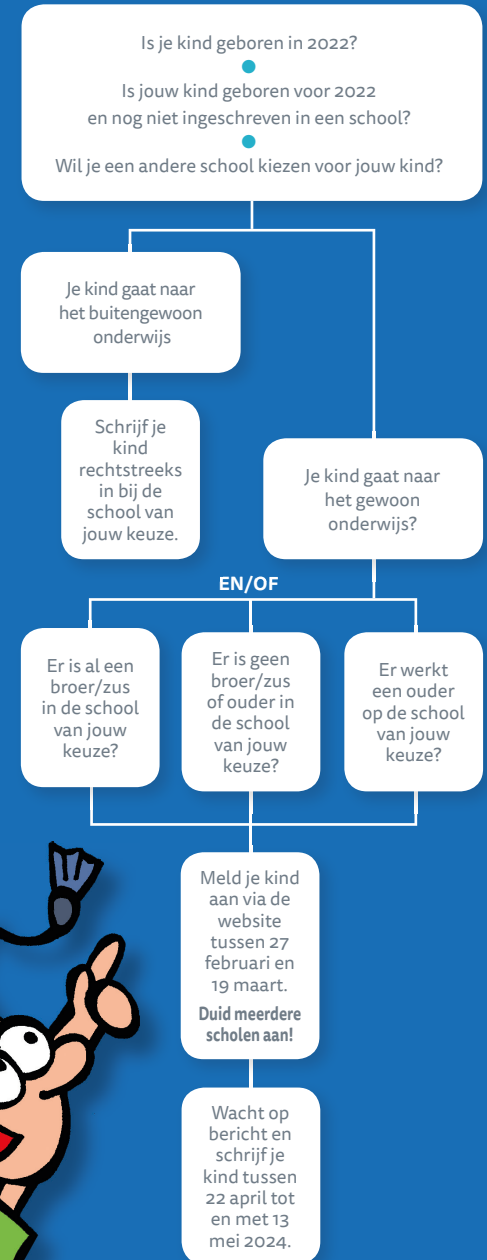 Is je kind geboren in 2022?
Is jouw kind geboren voor 2022
en nog niet ingeschreven in een school?
Wil je een andere school kiezen voor jouw kind?
Je kind gaat naar
het buitengewoon
onderwijs
Schrijf je
kind
rechtstreeks
in bij de
school van
jouw keuze.
Je kind gaat naar
het gewoon
onderwijs?
EN/OF
Er is al een
broer/zus
in de school
van jouw
keuze?
Er is geen
broer/zus
of ouder in
de school
van jouw
keuze?
Er werkt
een ouder
op de school
van jouw
keuze?
Meld je kind
aan via de
website
tussen 27
februari en
19 maart.
Duid meerdere
scholen aan!
Wacht op
bericht en
schrijf je
kind tussen
22 april tot
en met 13
mei 2024.